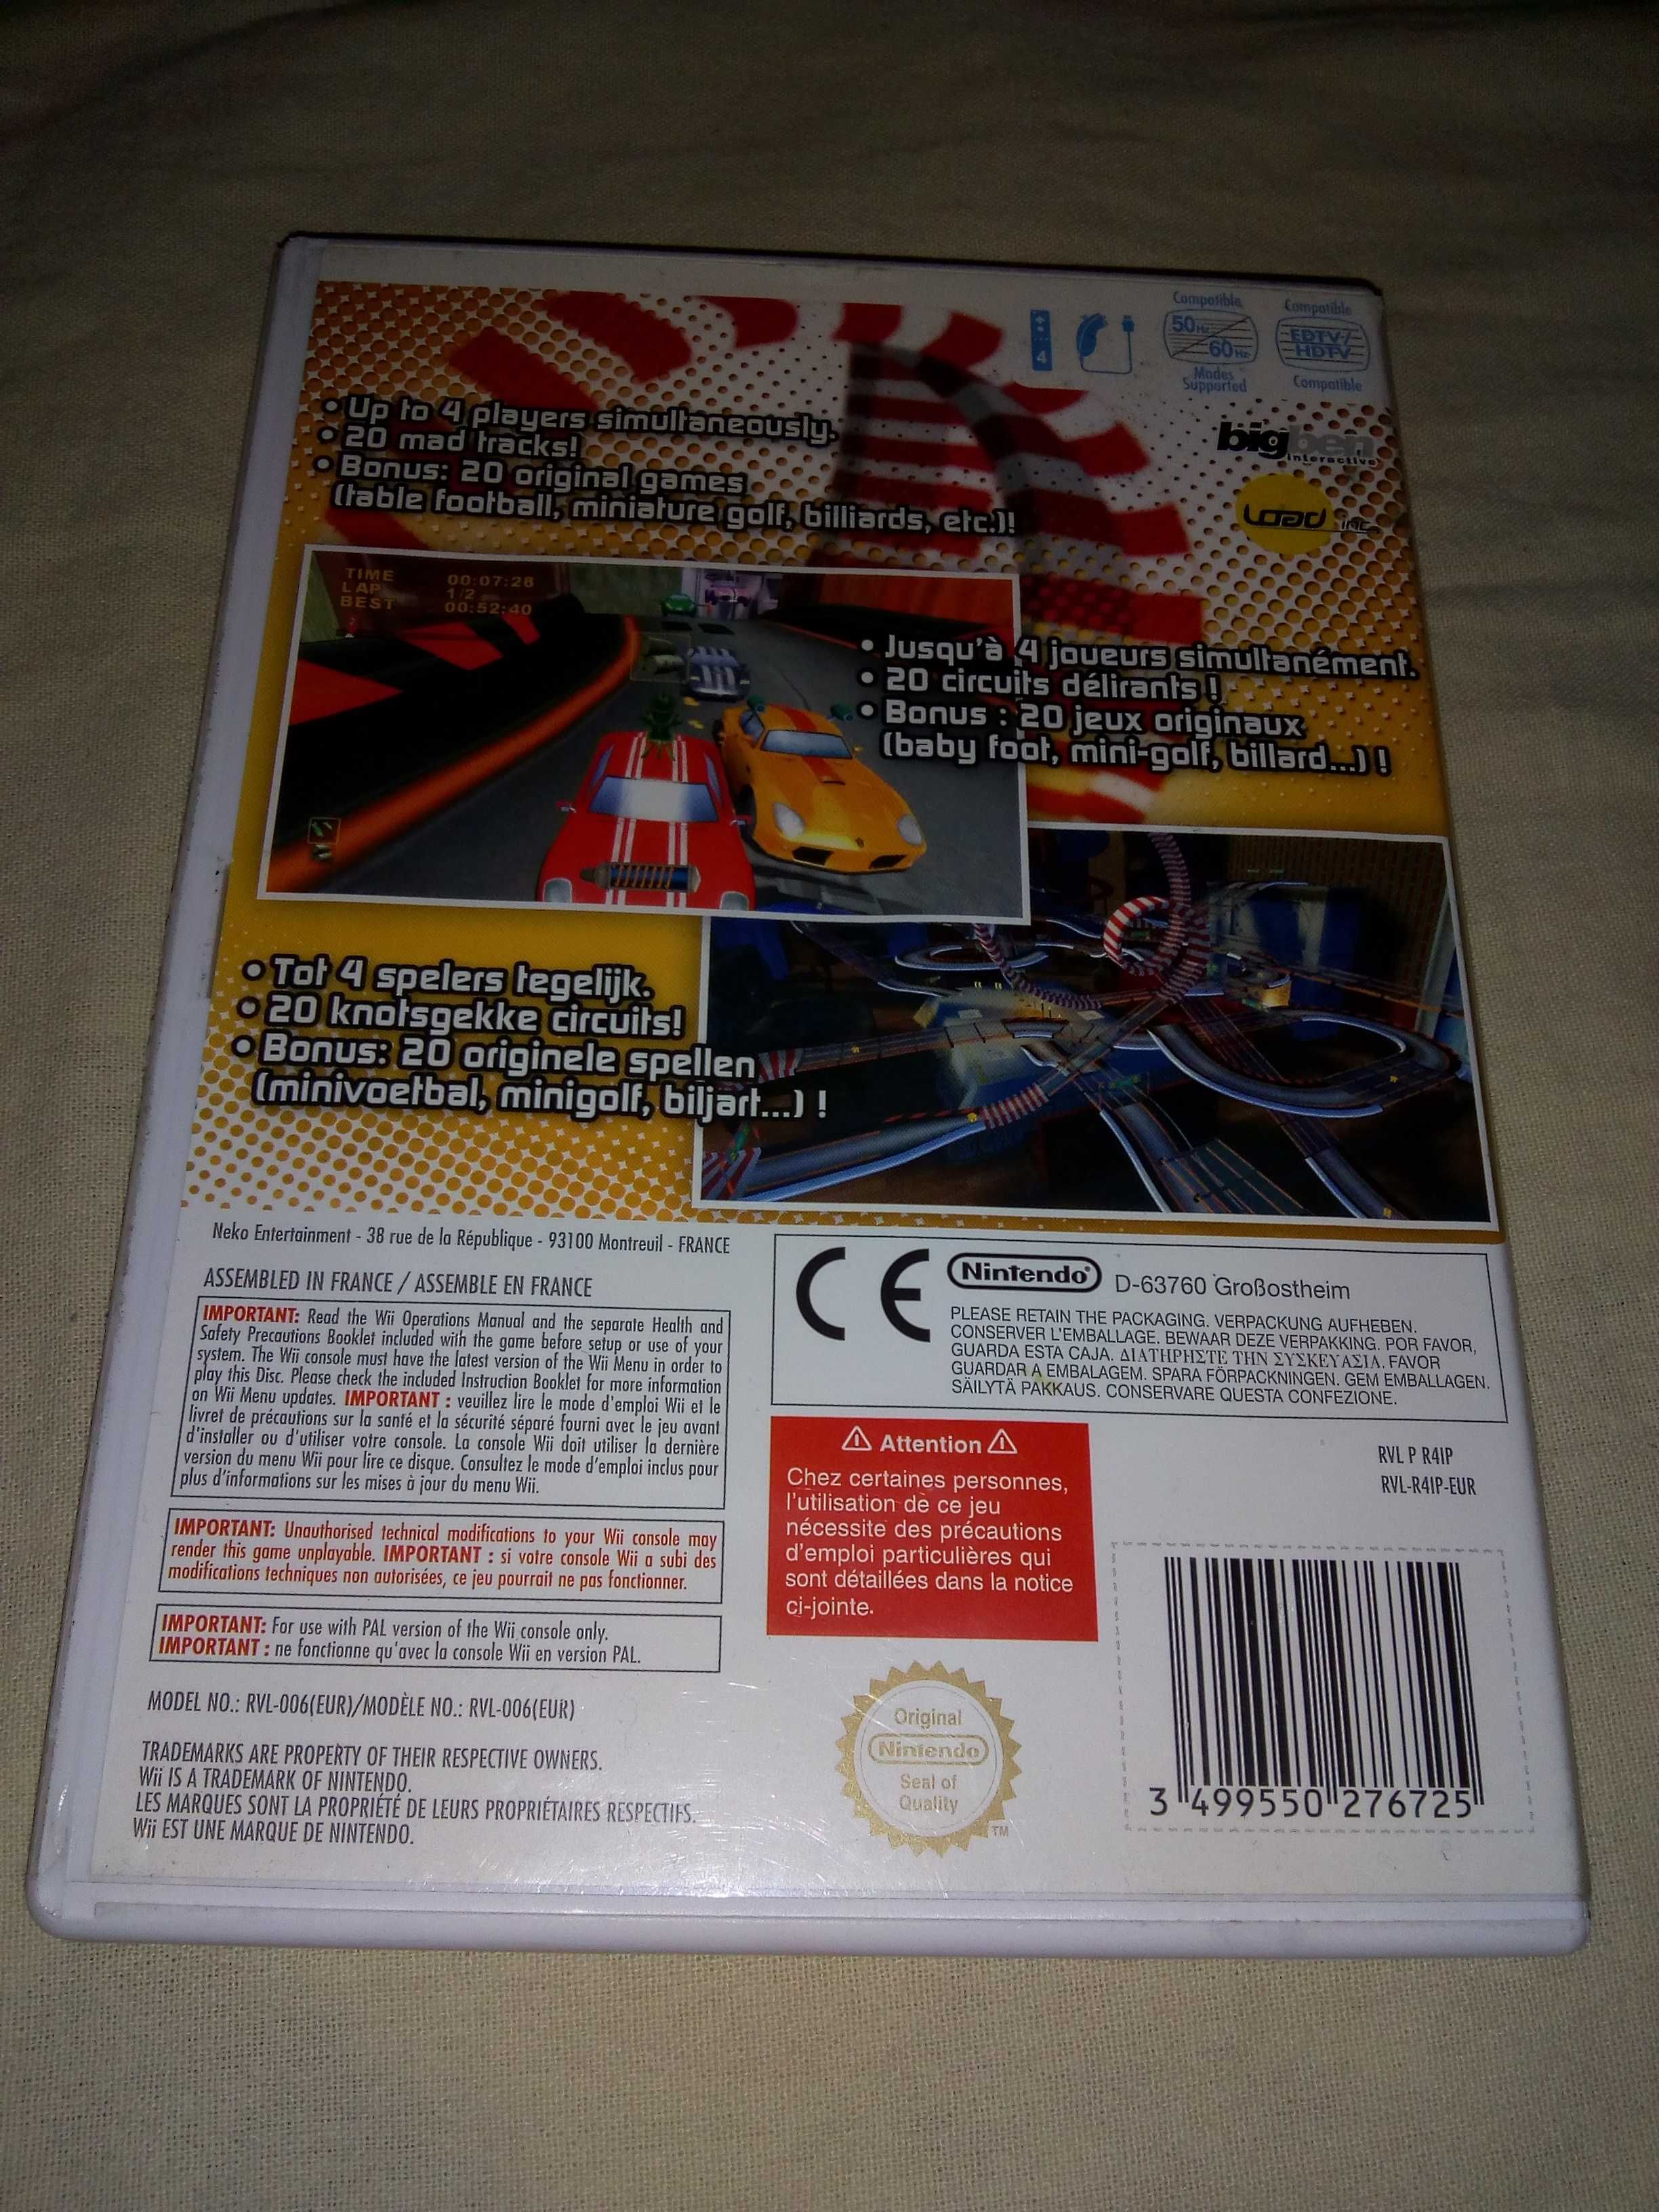 Compatible
50Hz
60Hz
Modes
Supported
Compatible
EDTV/
HDTV
Compatible
4
bigben
interactive
Load inc.
• Up to 4 players simultaneously.
• 20 mad tracks!
• Bonus: 20 original games
(table football, miniature golf, billiards, etc.)!
TIME 00:07:28
LAP 1/2
BEST 00:52:40
• Jusqu'à 4 joueurs simultanément.
• 20 circuits délirants !
• Bonus : 20 jeux originaux
(baby foot, mini-golf, billard...) !
• Tot 4 spelers tegelijk.
• 20 knotsgekke circuits!
• Bonus: 20 originele spellen
(minivoetbal, minigolf, biljart...) !
Neko Entertainment - 38 rue de la République - 93100 Montreuil - FRANCE
ASSEMBLED IN FRANCE / ASSEMBLE EN FRANCE
IMPORTANT: Read the Wii Operations Manual and the separate Health and
Safety Precautions Booklet included with the game before setup or use of your
system. The Wii console must have the latest version of the Wii Menu in order to
play this Disc. Please check the included Instruction Booklet for more information
on Wii Menu updates. IMPORTANT : veuillez lire le mode d'emploi Wii et le
livret de précautions sur la santé et la sécurité séparé fourni avec le jeu avant
d'installer ou d'utiliser votre console. La console Wii doit utiliser la dernière
version du menu Wii pour lire ce disque. Consultez le mode d'emploi inclus pour
plus d'informations sur les mises à jour du menu Wii.
IMPORTANT: Unauthorised technical modifications to your Wii console may
render this game unplayable. IMPORTANT : si votre console Wii a subi des
modifications techniques non autorisées, ce jeu pourrait ne pas fonctionner.
IMPORTANT: For use with PAL version of the Wii console only.
IMPORTANT : ne fonctionne qu'avec la console Wii en version PAL.
MODEL NO.: RVL-006(EUR)/MODÈLE NO.: RVL-006(EUR)
TRADEMARKS ARE PROPERTY OF THEIR RESPECTIVE OWNERS.
Wii IS A TRADEMARK OF NINTENDO.
LES MARQUES SONT LA PROPRIÉTÉ DE LEURS PROPRIÉTAIRES RESPECTIFS.
Wii EST UNE MARQUE DE NINTENDO.
CE Nintendo® D-63760 Großostheim
PLEASE RETAIN THE PACKAGING. VERPACKUNG AUFHEBEN.
CONSERVER L'EMBALLAGE. BEWAAR DEZE VERPAKKING. POR FAVOR,
GUARDA ESTA CAJA. ΔΙΑΤΗΡΗΣΤΕ ΤΗΝ ΣΥΣΚΕΥΑΣΙΑ. FAVOR
GUARDAR A EMBALAGEM. SPARA FÖRPACKNINGEN. GEM EMBALLAGEN.
SÄILYTÄ PAKKAUS. CONSERVARE QUESTA CONFEZIONE.
⚠ Attention ⚠
Chez certaines personnes,
l'utilisation de ce jeu
nécessite des précautions
d'emploi particulières qui
sont détaillées dans la notice
ci-jointe.
RVL P R4IP
RVL-R4IP-EUR
Original
Nintendo
Seal of
Quality
TM
3 499550 276725